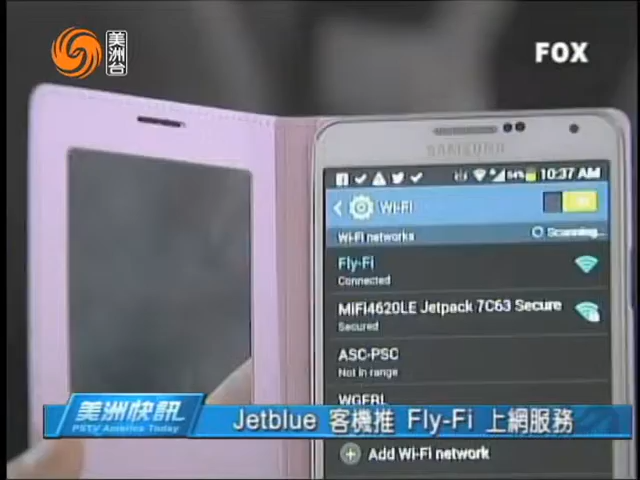 美洲台
FOX
SAMSUNG
54% 10:37 AM
Wi-Fi
Wi-Fi networks
Scanning...
Fly-Fi
Connected
MiFi4620LE Jetpack 7C63 Secure
Secured
ASC-PSC
Not in range
WGFRL
美洲快訊
PSTV America Today
Jetblue 客機推 Fly-Fi 上網服務
Add Wi-Fi network